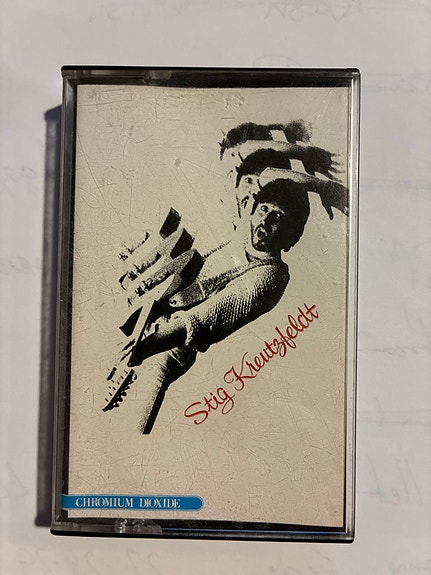 Stig Kreutzfeldt
CHROMIUM DIOXIDE